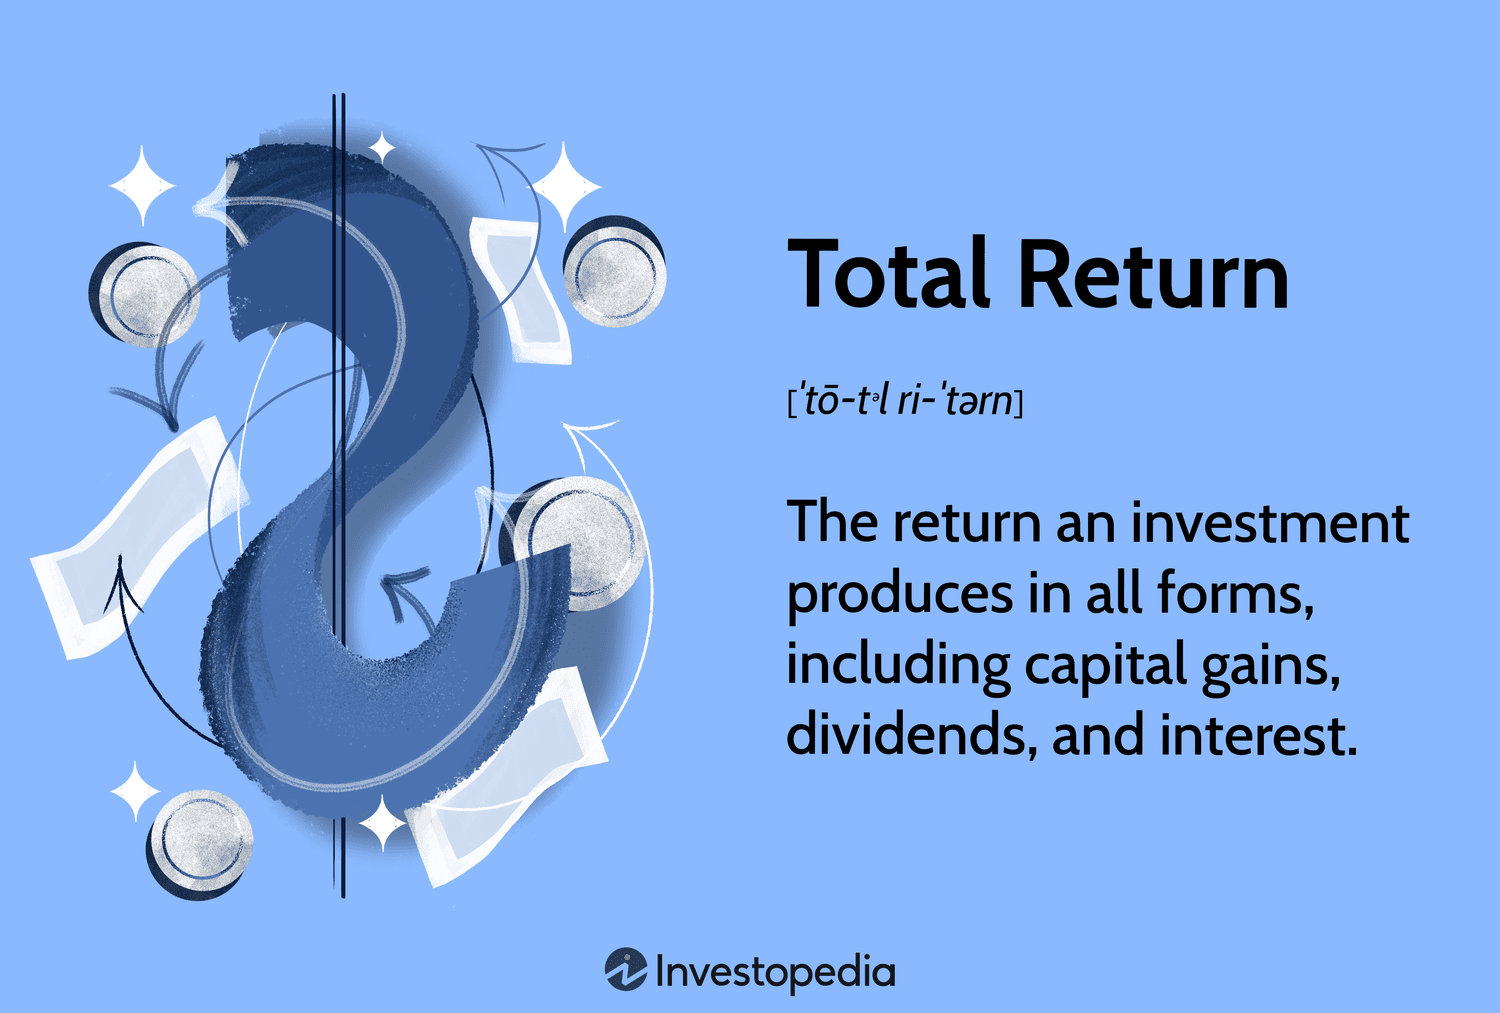 Total Return
[ˈtō-tᵊl ri-ˈtərn]
The return an investment
produces in all forms,
including capital gains,
dividends, and interest.
Investopedia